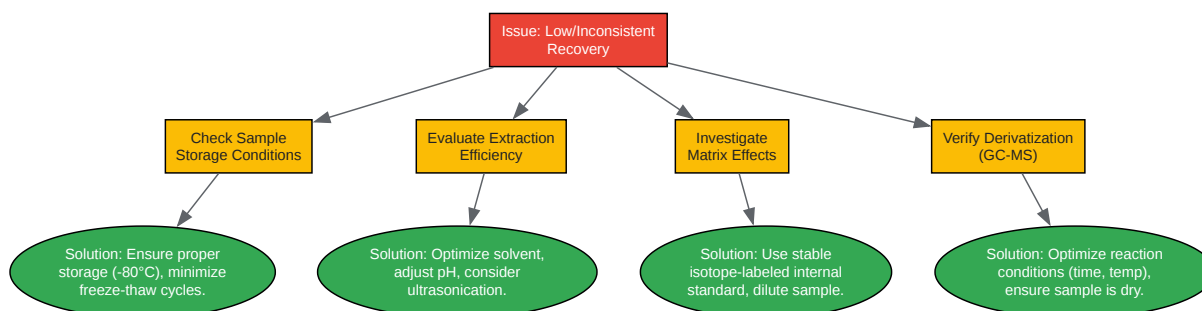 Issue: Low/Inconsistent
Recovery
Check Sample
Storage Conditions
Evaluate Extraction
Efficiency
Investigate
Matrix Effects
Verify Derivatization
(GC-MS)
Solution: Ensure proper
storage (-80°C), minimize
freeze-thaw cycles.
Solution: Optimize solvent,
adjust pH, consider
ultrasonication.
Solution: Use stable
isotope-labeled internal
standard, dilute sample.
Solution: Optimize reaction
conditions (time, temp),
ensure sample is dry.